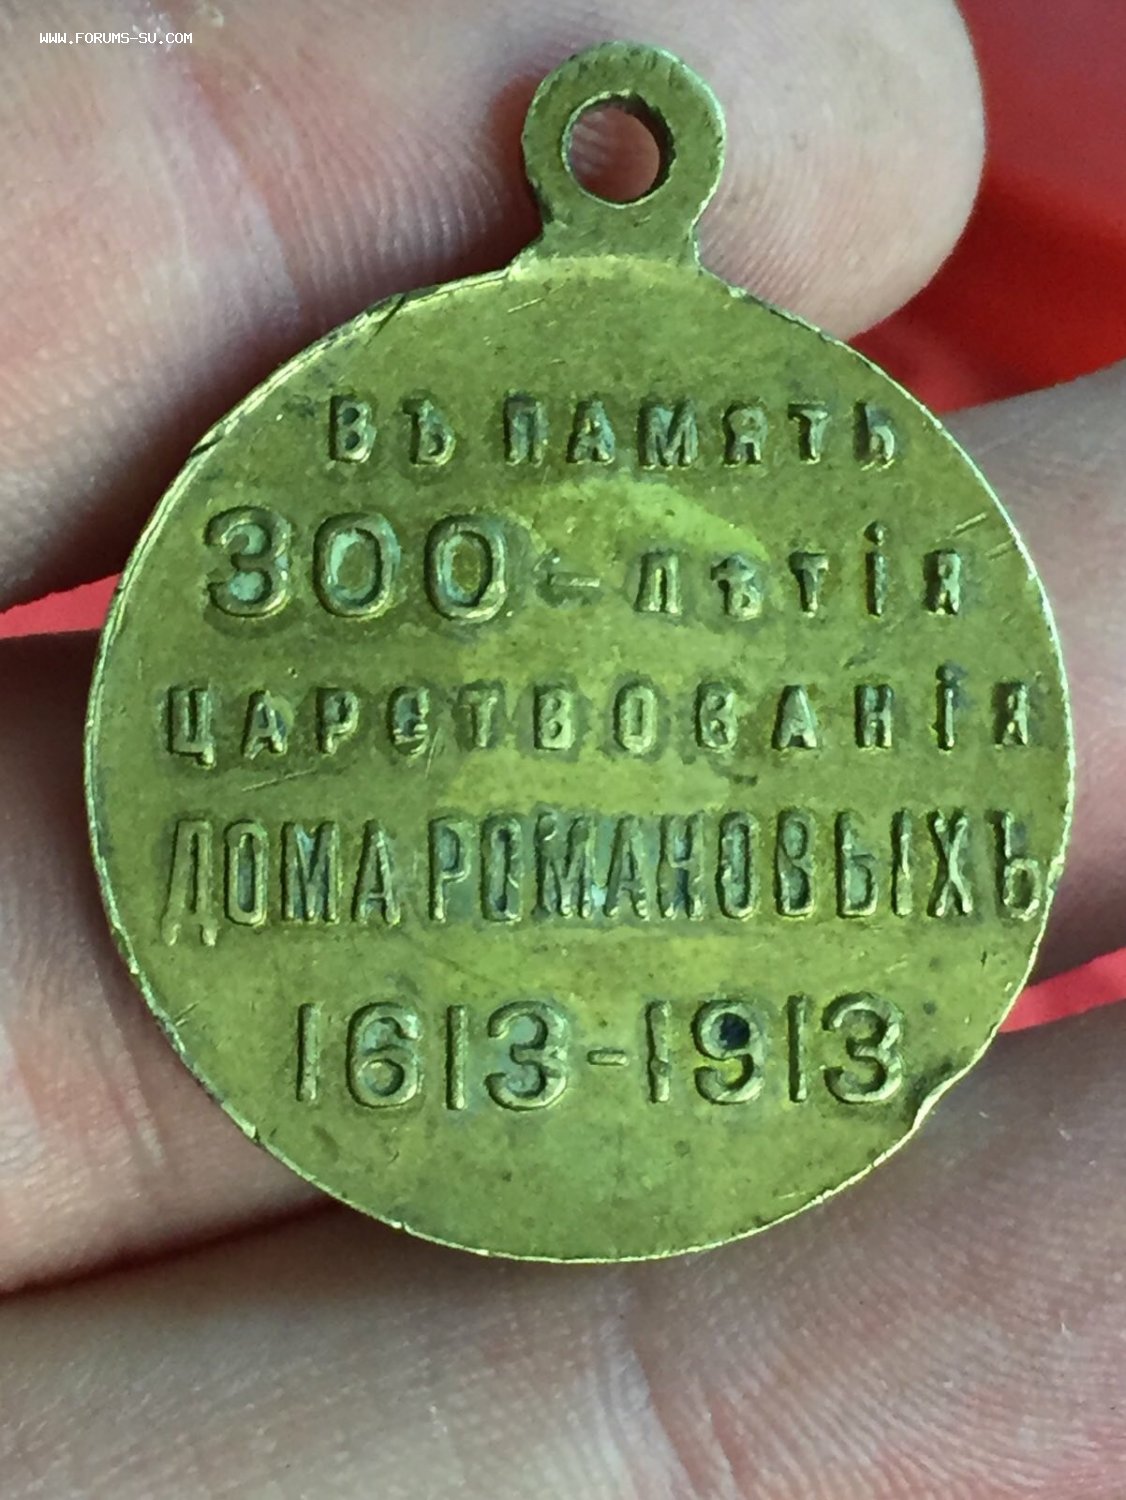 WWW.FORUMS-SU.COM
ВЪ ПАМЯТЬ
300-ЛѢТІЯ
ЦАРСТВОВАНІЯ
ДОМА РОМАНОВЫХЪ
1613-1913